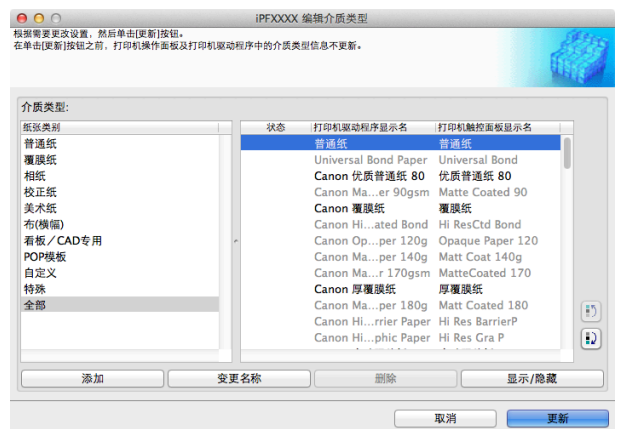 iPFXXXX 编辑介质类型
根据需要更改设置，然后单击[更新]按钮。
在单击[更新]按钮之前，打印机操作面板及打印机驱动程序中的介质类型信息不更新。
介质类型:
纸张类别
普通纸
覆膜纸
相纸
校正纸
美术纸
布(横幅)
看板／CAD专用
POP模板
自定义
特殊
全部
状态 打印机驱动程序显示名 打印机触控面板显示名
普通纸 普通纸
Universal Bond Paper Universal Bond
Canon 优质普通纸 80 优质普通纸 80
Canon Ma...er 90gsm Matte Coated 90
Canon 覆膜纸 覆膜纸
Canon Hi...ated Bond Hi ResCtd Bond
Canon Op...per 120g Opaque Paper 120
Canon Ma...per 140g Matt Coat 140g
Canon Ma...r 170gsm MatteCoated 170
Canon 厚覆膜纸 厚覆膜纸
Canon Ma...per 180g Matt Coated 180
Canon Hi...rrier Paper Hi Res BarrierP
Canon Hi...phic Paper Hi Res Gra P
添加 变更名称 删除 显示/隐藏
取消 更新